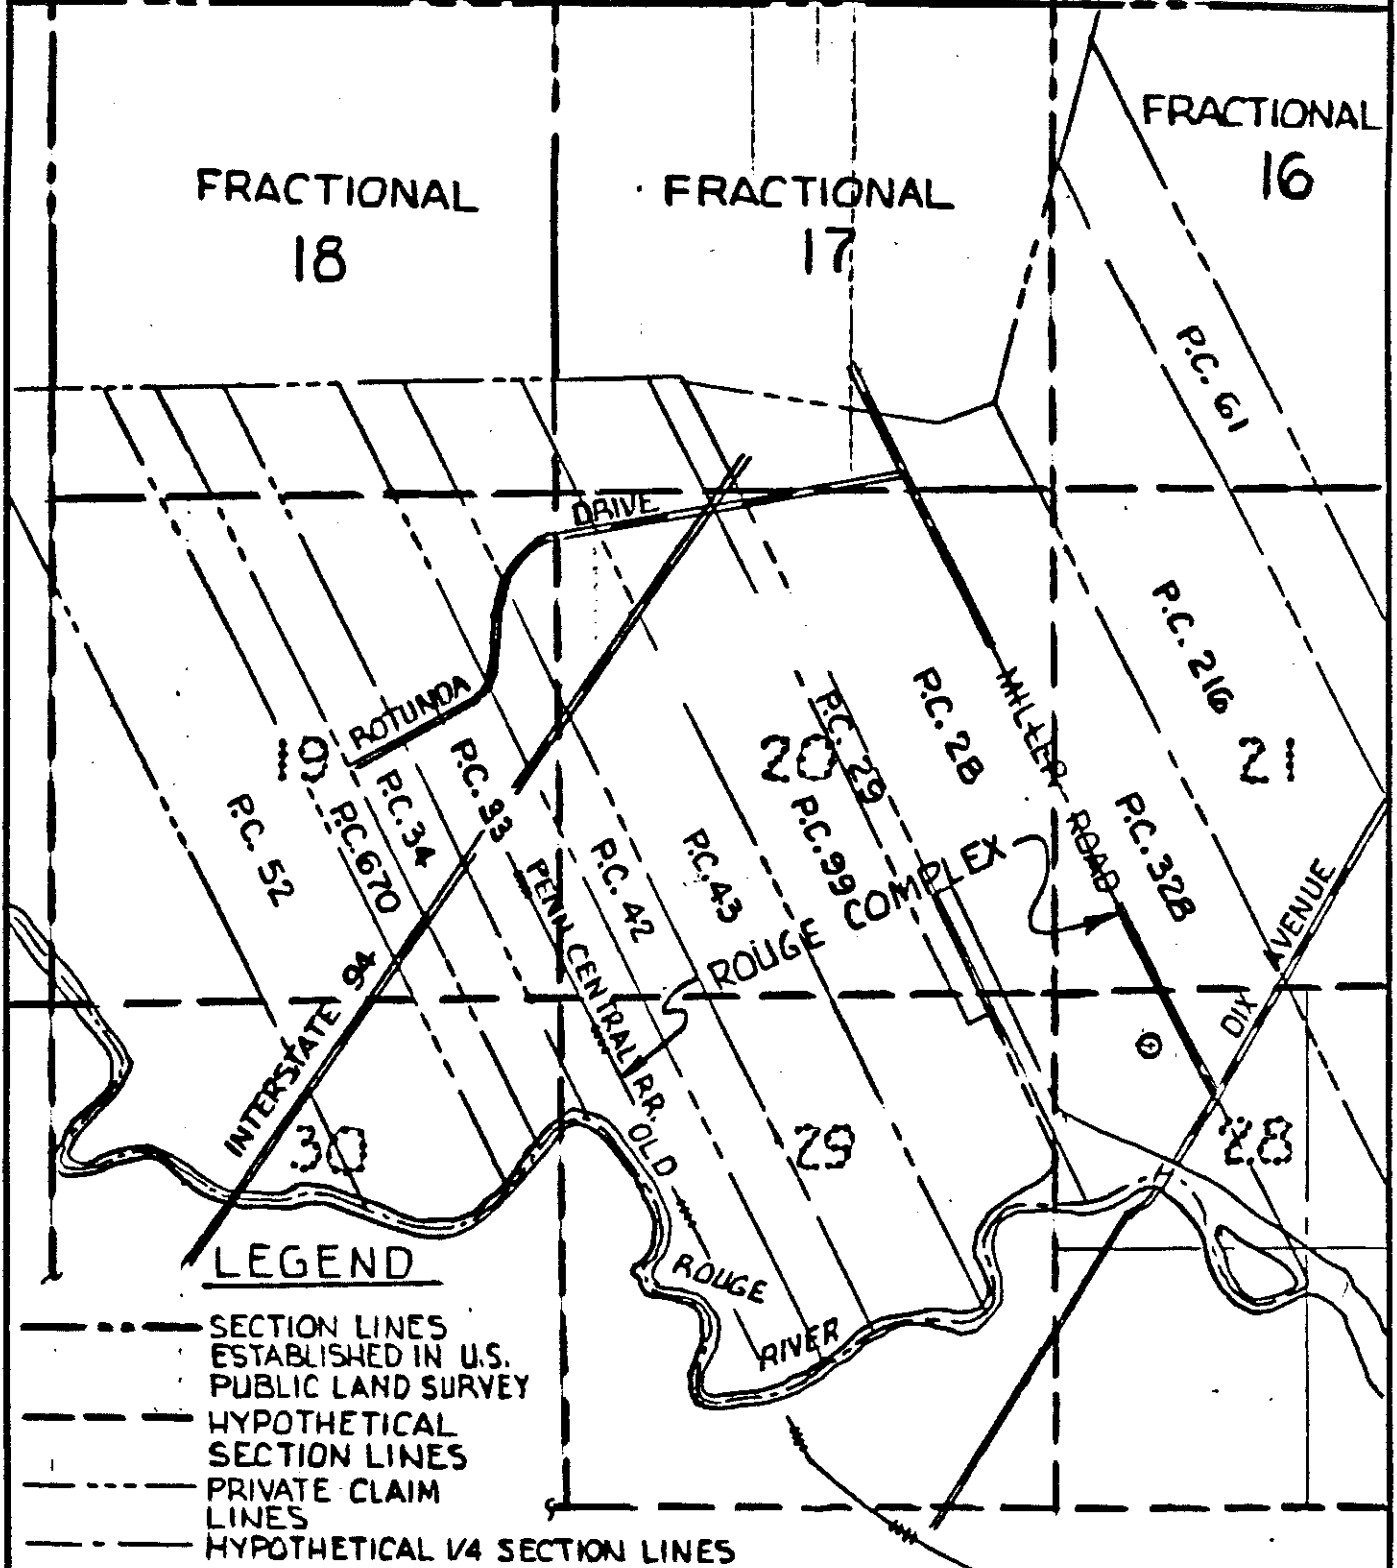 FRACTIONAL
16
FRACTIONAL
18
FRACTIONAL
17
P.C. 61
DRIVE
ROTUNDA
19
20
21
P.C. 52
P.C. 670
P.C. 34
P.C. 33
P.C. 42
P.C. 43
P.C. 99
P.C. 29
P.C. 28
MILLER
ROAD
P.C. 216
P.C. 328
PENN CENTRAL RR.
ROUGE COMPLEX
INTERSTATE 94
DIX AVENUE
30
29
28
OLD
ROUGE
RIVER
LEGEND
SECTION LINES
ESTABLISHED IN U.S.
PUBLIC LAND SURVEY
HYPOTHETICAL
SECTION LINES
PRIVATE CLAIM
LINES
HYPOTHETICAL 1/4 SECTION LINES